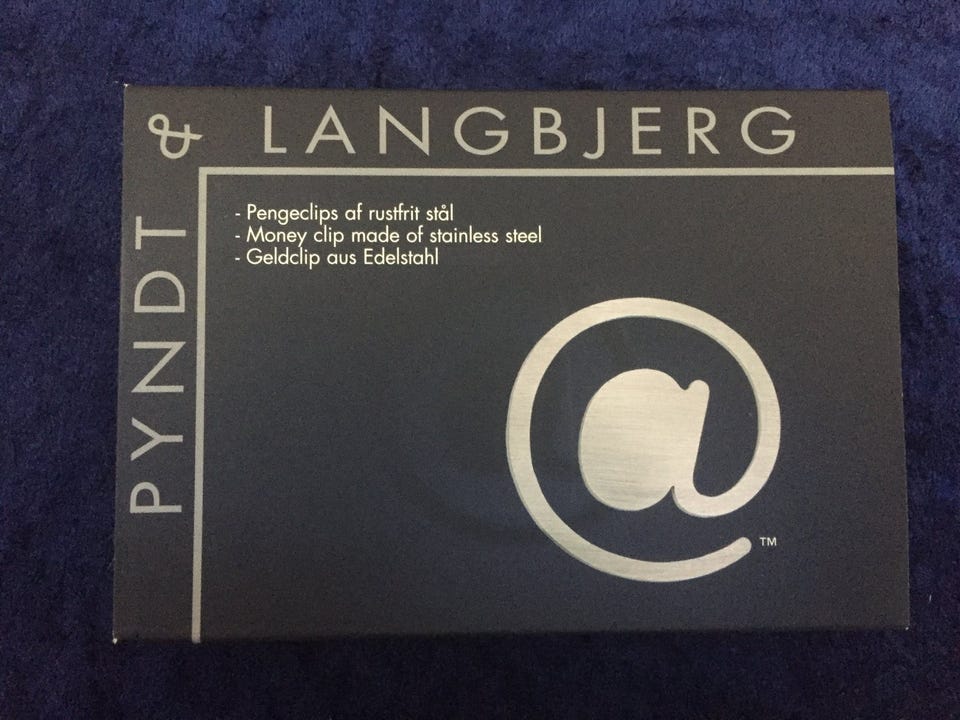 PYNDT & LANGBJERG
- Pengeclips af rustfrit stål
- Money clip made of stainless steel
- Geldclip aus Edelstahl
@ ™